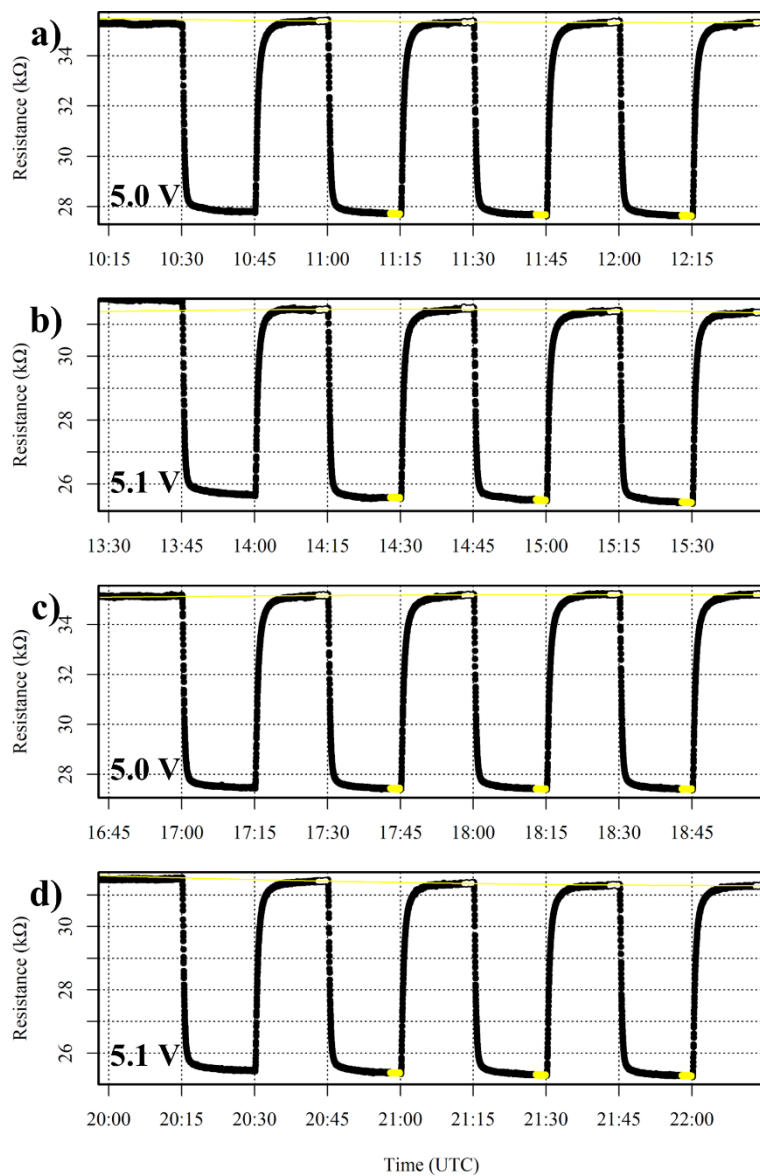 a)
Resistance (kΩ)
34
32
30
28
5.0 V
10:15 10:30 10:45 11:00 11:15 11:30 11:45 12:00 12:15
b)
Resistance (kΩ)
30
28
26
5.1 V
13:30 13:45 14:00 14:15 14:30 14:45 15:00 15:15 15:30
c)
Resistance (kΩ)
34
32
30
28
5.0 V
16:45 17:00 17:15 17:30 17:45 18:00 18:15 18:30 18:45
d)
Resistance (kΩ)
30
28
26
5.1 V
20:00 20:15 20:30 20:45 21:00 21:15 21:30 21:45 22:00
Time (UTC)